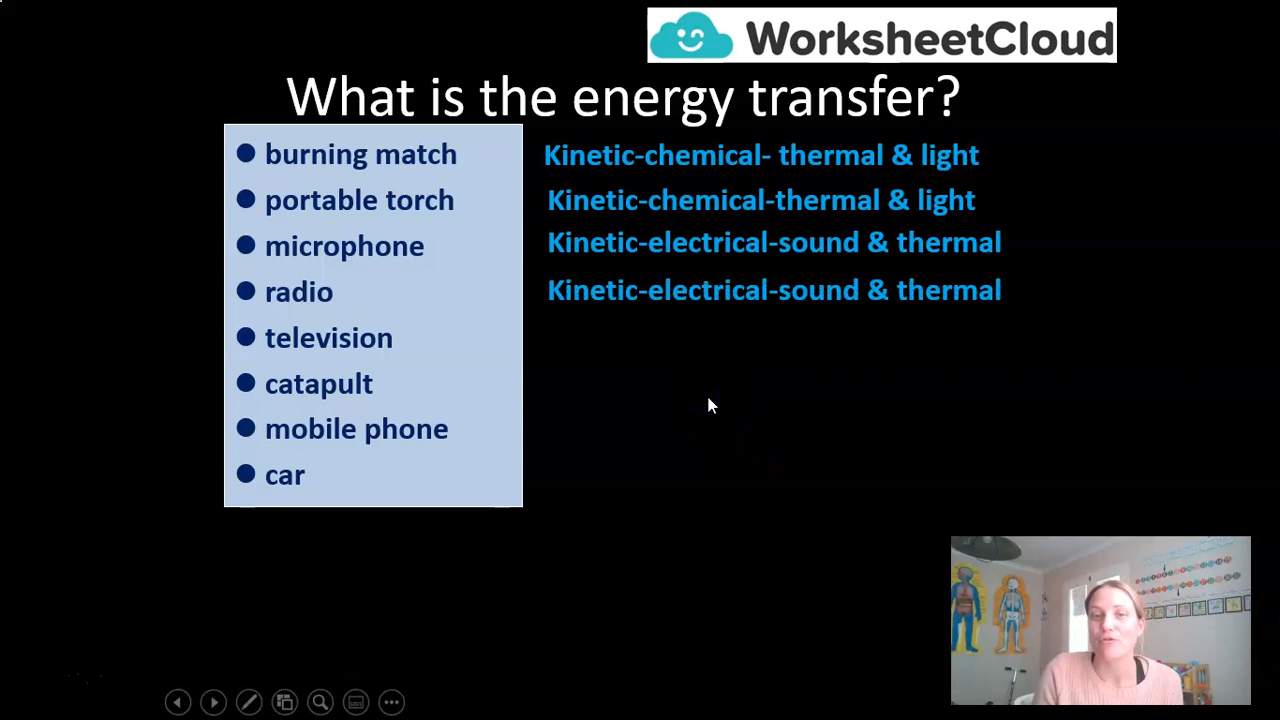 WorksheetCloud
What is the energy transfer?
burning match
Kinetic-chemical- thermal & light
portable torch
Kinetic-chemical-thermal & light
microphone
Kinetic-electrical-sound & thermal
radio
Kinetic-electrical-sound & thermal
television
catapult
mobile phone
car